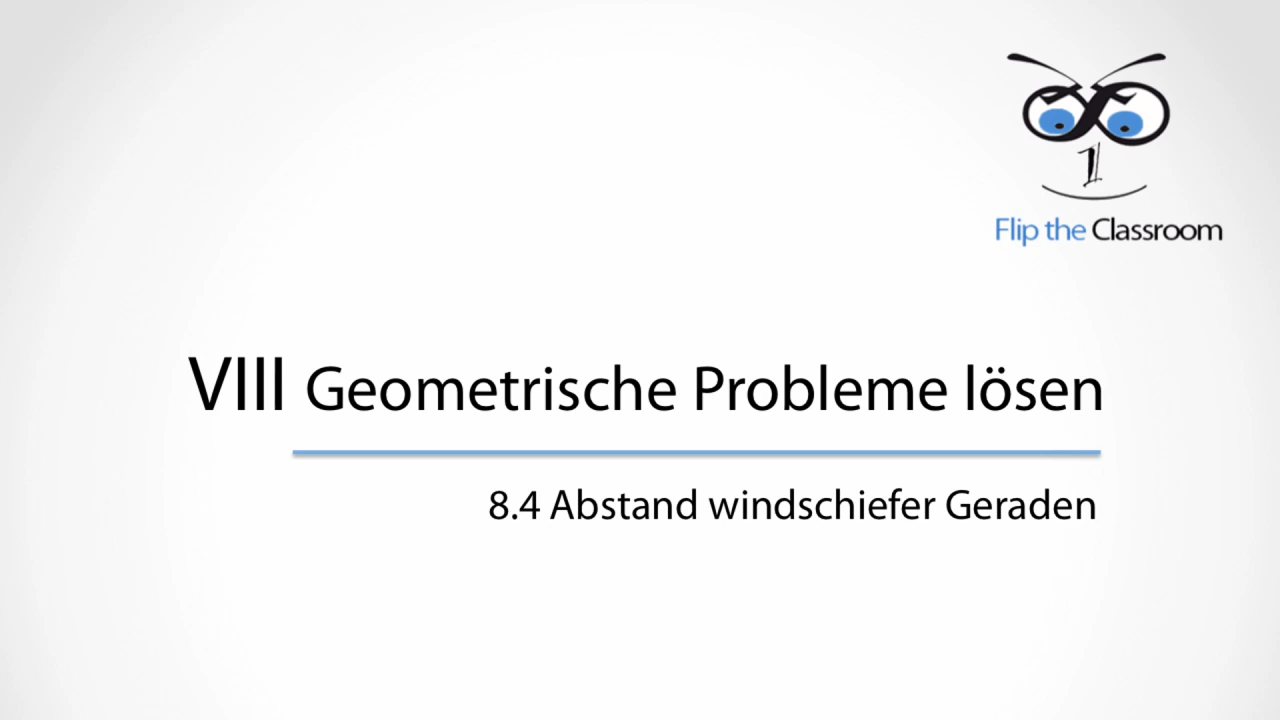 Flip the Classroom
VIII Geometrische Probleme lösen
8.4 Abstand windschiefer Geraden